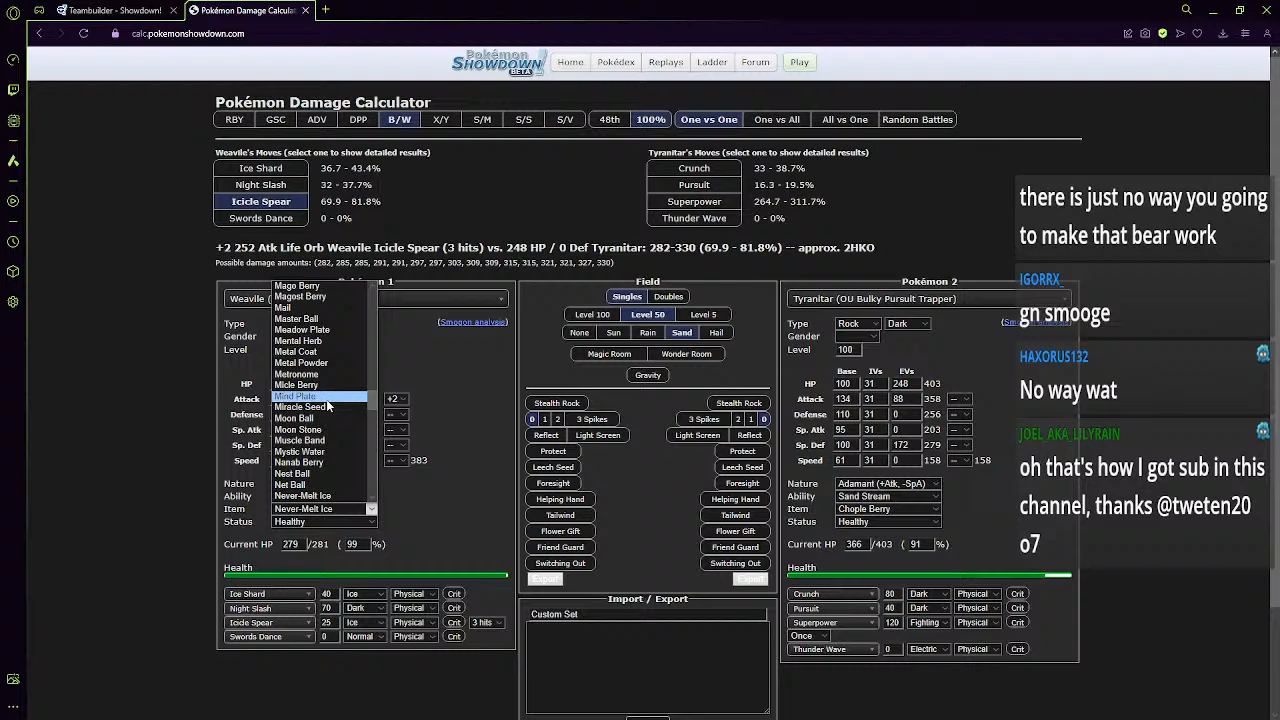 Teambuilder - Showdown!
Pokémon Damage Calculat
calc.pokemonshowdown.com
Pokémon
SHOWDOWN!
BETA
Home
Pokédex
Replays
Ladder
Forum
Play
Pokémon Damage Calculator
RBY GSC ADV DPP B/W X/Y S/M S/S S/V 48th 100% One vs One One vs All All vs One Random Battles
Weavile's Moves (select one to show detailed results)
Ice Shard 36.7 - 43.4%
Night Slash 32 - 37.7%
Icicle Spear 69.9 - 81.8%
Swords Dance 0 - 0%
Tyranitar's Moves (select one to show detailed results)
Crunch 33 - 38.7%
Pursuit 16.3 - 19.5%
Superpower 264.7 - 311.7%
Thunder Wave 0 - 0%
+2 252 Atk Life Orb Weavile Icicle Spear (3 hits) vs. 248 HP / 0 Def Tyranitar: 282-330 (69.9 - 81.8%) -- approx. 2HKO
Possible damage amounts: (282, 285, 285, 291, 291, 297, 297, 303, 309, 309, 315, 315, 321, 321, 327, 330)
Weavile (
(Smogon analysis)
Type
Gender
Level
HP
Attack +2
Defense --
Sp. Atk --
Sp. Def --
Speed -- 383
Nature
Ability
Item Never-Melt Ice
Status Healthy
Mago Berry
Magost Berry
Mail
Master Ball
Meadow Plate
Mental Herb
Metal Coat
Metal Powder
Metronome
Micle Berry
Mind Plate
Miracle Seed
Moon Ball
Moon Stone
Muscle Band
Mystic Water
Nanab Berry
Nest Ball
Net Ball
Never-Melt Ice
Current HP 279 /281 ( 99 %)
Health
Ice Shard 40 Ice Physical Crit
Night Slash 70 Dark Physical Crit
Icicle Spear 25 Ice Physical Crit 3 hits
Swords Dance 0 Normal Physical Crit
Field
Singles Doubles
Level 100 Level 50 Level 5
None Sun Rain Sand Hail
Magic Room Wonder Room
Gravity
Stealth Rock Stealth Rock
0 1 2 3 Spikes 3 Spikes 2 1 0
Reflect Light Screen Light Screen Reflect
Protect Protect
Leech Seed Leech Seed
Foresight Foresight
Helping Hand Helping Hand
Tailwind Tailwind
Flower Gift Flower Gift
Friend Guard Friend Guard
Switching Out Switching Out
Export Export
Import / Export
Custom Set
Pokémon 2
Tyranitar (OU Bulky Pursuit Trapper)
Type Rock Dark
Gender
Level 100
Base IVs EVs
HP 100 31 248 403
Attack 134 31 88 358 --
Defense 110 31 0 256 --
Sp. Atk 95 31 0 203 --
Sp. Def 100 31 172 279 --
Speed 61 31 0 158 -- 158
Nature Adamant (+Atk, -SpA)
Ability Sand Stream
Item Chople Berry
Status Healthy
Current HP 366 /403 ( 91 %)
Health
Crunch 80 Dark Physical Crit
Pursuit 40 Dark Physical Crit
Superpower 120 Fighting Physical Crit
Once
Thunder Wave 0 Electric Physical Crit
there is just no way you going
to make that bear work
IGORRX_
gn smooge
HAXORUS132
No way wat
JOEL_AKA_LILYRAIN
oh that's how I got sub in this
channel, thanks @tweten20
o7